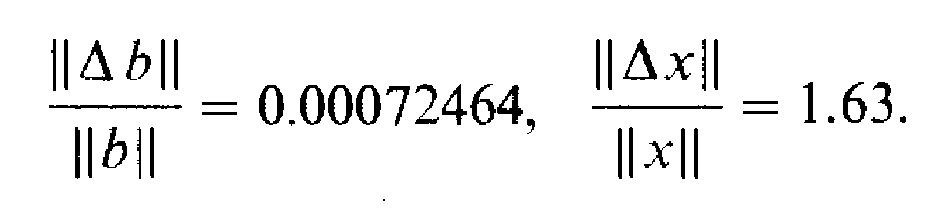 ‖Δb‖/‖b‖ = 0.00072464, ‖Δx‖/‖x‖ = 1.63.